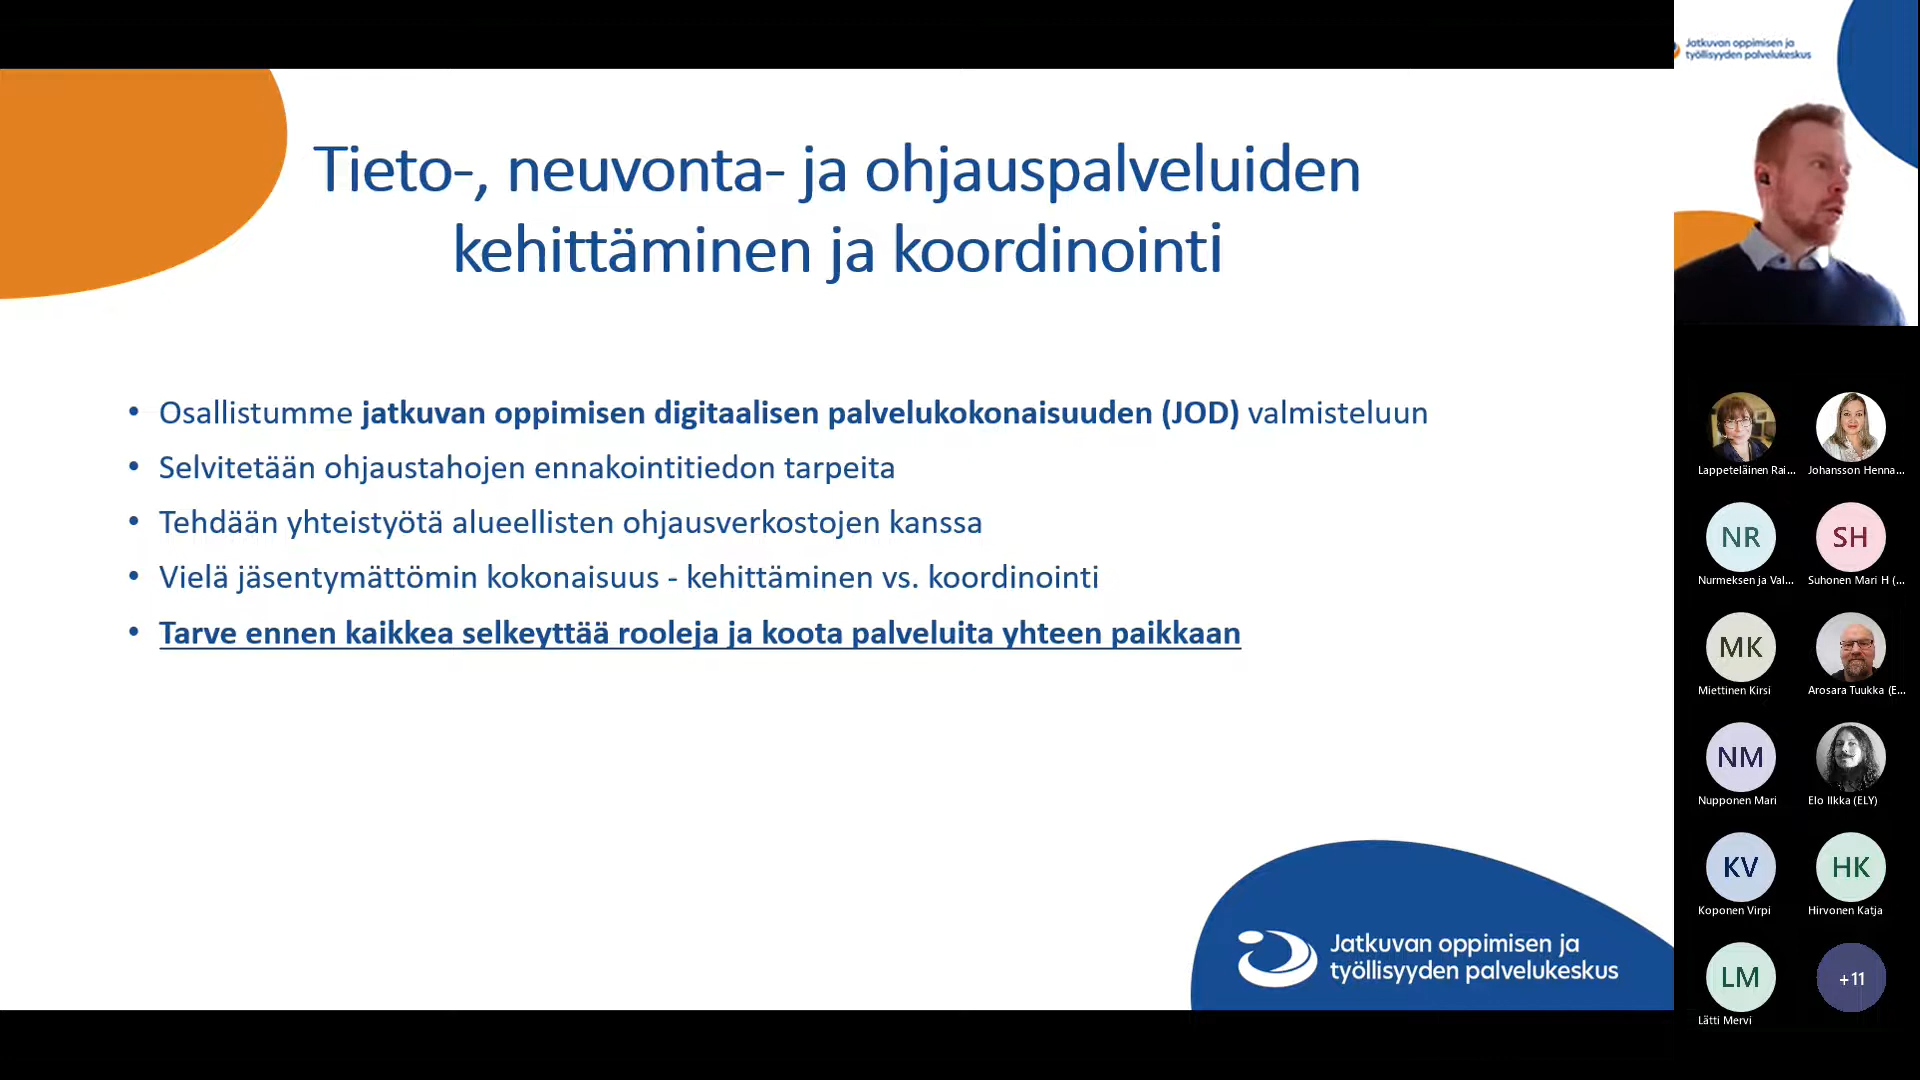 Tieto-, neuvonta- ja ohjauspalveluiden
kehittäminen ja koordinointi
• Osallistumme jatkuvan oppimisen digitaalisen palvelukokonaisuuden (JOD) valmisteluun
• Selvitetään ohjaustahojen ennakointitiedon tarpeita
• Tehdään yhteistyötä alueellisten ohjausverkostojen kanssa
• Vielä jäsentymättömin kokonaisuus - kehittäminen vs. koordinointi
• Tarve ennen kaikkea selkeyttää rooleja ja koota palveluita yhteen paikkaan
Jatkuvan oppimisen ja
työllisyyden palvelukeskus
Jatkuvan oppimisen ja
työllisyyden palvelukeskus
Lappeteläinen Rai...
Johansson Henna...
NR
SH
Nurmeksen ja Val...
Suhonen Mari H (...
MK
Miettinen Kirsi
Arosara Tuukka (E...
NM
Nupponen Mari
Elo Ilkka (ELY)
KV
HK
Koponen Virpi
Hirvonen Katja
LM
+11
Lätti Mervi